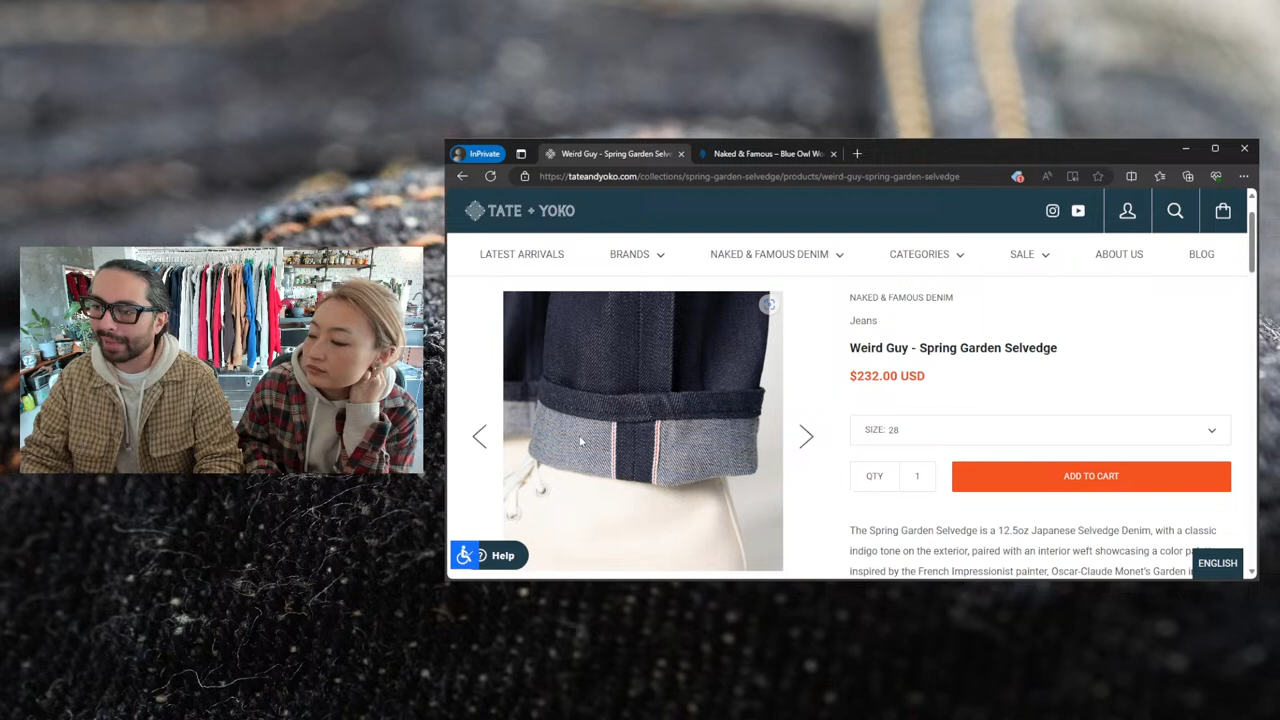 InPrivate
Weird Guy - Spring Garden Selve
Naked & Famous – Blue Owl Wo
https://tateandyoko.com/collections/spring-garden-selvedge/products/weird-guy-spring-garden-selvedge
TATE + YOKO
LATEST ARRIVALS
BRANDS
NAKED & FAMOUS DENIM
CATEGORIES
SALE
ABOUT US
BLOG
NAKED & FAMOUS DENIM
Jeans
Weird Guy - Spring Garden Selvedge
$232.00 USD
SIZE: 28
QTY
1
ADD TO CART
The Spring Garden Selvedge is a 12.5oz Japanese Selvedge Denim, with a classic
indigo tone on the exterior, paired with an interior weft showcasing a color
inspired by the French Impressionist painter, Oscar-Claude Monet's Garden
Help
ENGLISH